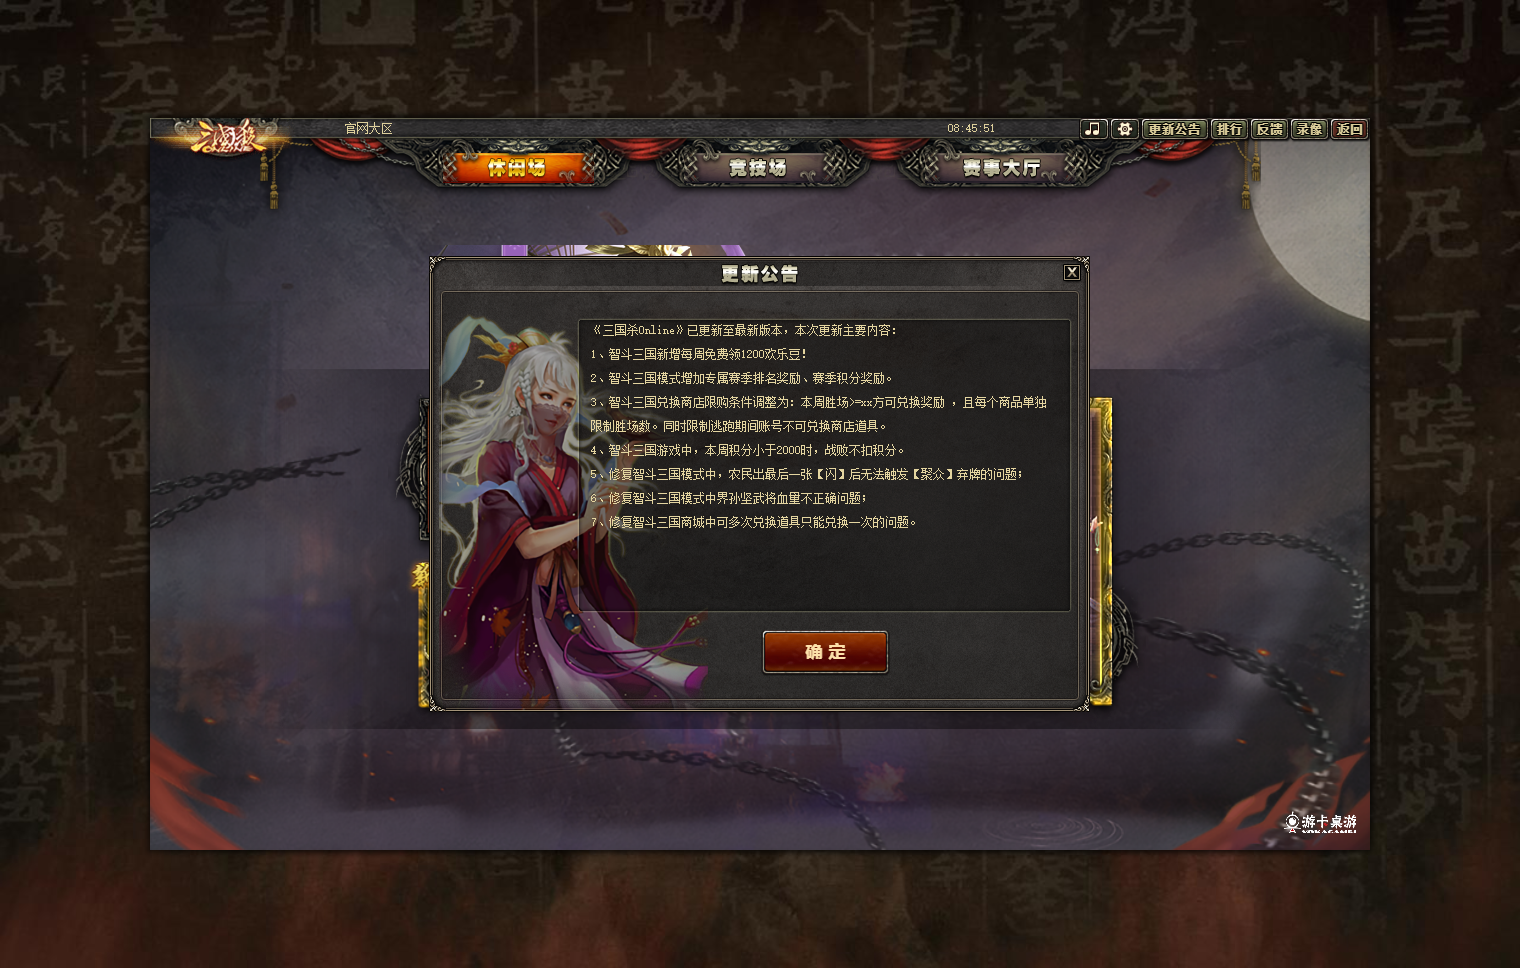 三国杀
官网大区
08:45:51
更新公告
排行
反馈
录像
返回
休闲场
竞技场
赛事大厅
更新公告
X
《三国杀Online》已更新至最新版本，本次更新主要内容：
1、智斗三国新增每周免费领1200欢乐豆！
2、智斗三国模式增加专属赛季排名奖励、赛季积分奖励。
3、智斗三国兑换商店限购条件调整为：本周胜场>=xx方可兑换奖励 ，且每个商品单独
限制胜场数。同时限制逃跑期间账号不可兑换商店道具。
4、智斗三国游戏中，本周积分小于2000时，战败不扣积分。
5、修复智斗三国模式中，农民出最后一张【闪】后无法触发【聚众】弃牌的问题；
6、修复智斗三国模式中界孙坚武将血量不正确问题；
7、修复智斗三国商城中可多次兑换道具只能兑换一次的问题。
确定
游卡桌游